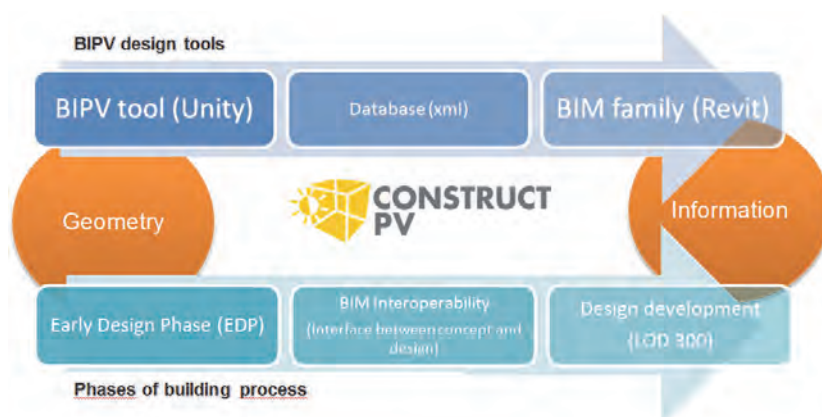 BIPV design tools
BIPV tool (Unity)
Database (xml)
BIM family (Revit)
Geometry
CONSTRUCT
PV
Information
Early Design Phase (EDP)
BIM Interoperability
(Interface between concept and
design)
Design development
(LOD 300)
Phases of building process